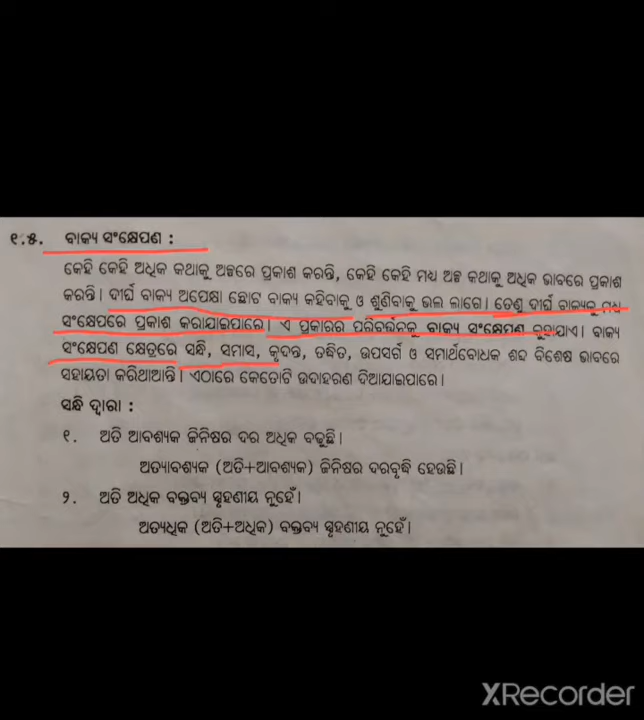 ୧.୫. ବାକ୍ୟ ସଂକ୍ଷେପଣ :
କେହି କେହି ଅଧିକ କଥାକୁ ଅଳ୍ପରେ ପ୍ରକାଶ କରନ୍ତି, କେହି କେହି ମଧ୍ୟ ଅଳ୍ପ କଥାକୁ ଅଧିକ ଭାବରେ ପ୍ରକାଶ
କରନ୍ତି। ଦୀର୍ଘ ବାକ୍ୟ ଅପେକ୍ଷା ଛୋଟ ବାକ୍ୟ କହିବାକୁ ଓ ଶୁଣିବାକୁ ଭଲ ଲାଗେ। ତେଣୁ ଦୀର୍ଘ ବାକ୍ୟକୁ ମଧ୍ୟ
ସଂକ୍ଷେପରେ ପ୍ରକାଶ କରାଯାଇପାରେ। ଏ ପ୍ରକାରର ପରିବର୍ତ୍ତନକୁ ବାକ୍ୟ ସଂକ୍ଷେପଣ କୁହାଯାଏ। ବାକ୍ୟ
ସଂକ୍ଷେପଣ କ୍ଷେତ୍ରରେ ସନ୍ଧି, ସମାସ, କୃଦନ୍ତ, ତଦ୍ଧିତ, ଉପସର୍ଗ ଓ ସମାର୍ଥବୋଧକ ଶବ୍ଦ ବିଶେଷ ଭାବରେ
ସହାୟତା କରିଥାଆନ୍ତି। ଏଠାରେ କେତୋଟି ଉଦାହରଣ ଦିଆଯାଇପାରେ।
ସନ୍ଧି ଦ୍ୱାରା :
୧. ଅତି ଆବଶ୍ୟକ ଜିନିଷର ଦର ଅଧିକ ବଢୁଛି।
ଅତ୍ୟାବଶ୍ୟକ (ଅତି+ଆବଶ୍ୟକ) ଜିନିଷର ଦରବୃଦ୍ଧି ହେଉଛି।
୨. ଅତି ଅଧିକ ବକ୍ତବ୍ୟ ସ୍ପୃହଣୀୟ ନୁହେଁ।
ଅତ୍ୟଧିକ (ଅତି+ଅଧିକ) ବକ୍ତବ୍ୟ ସ୍ପୃହଣୀୟ ନୁହେଁ।
XRecorder